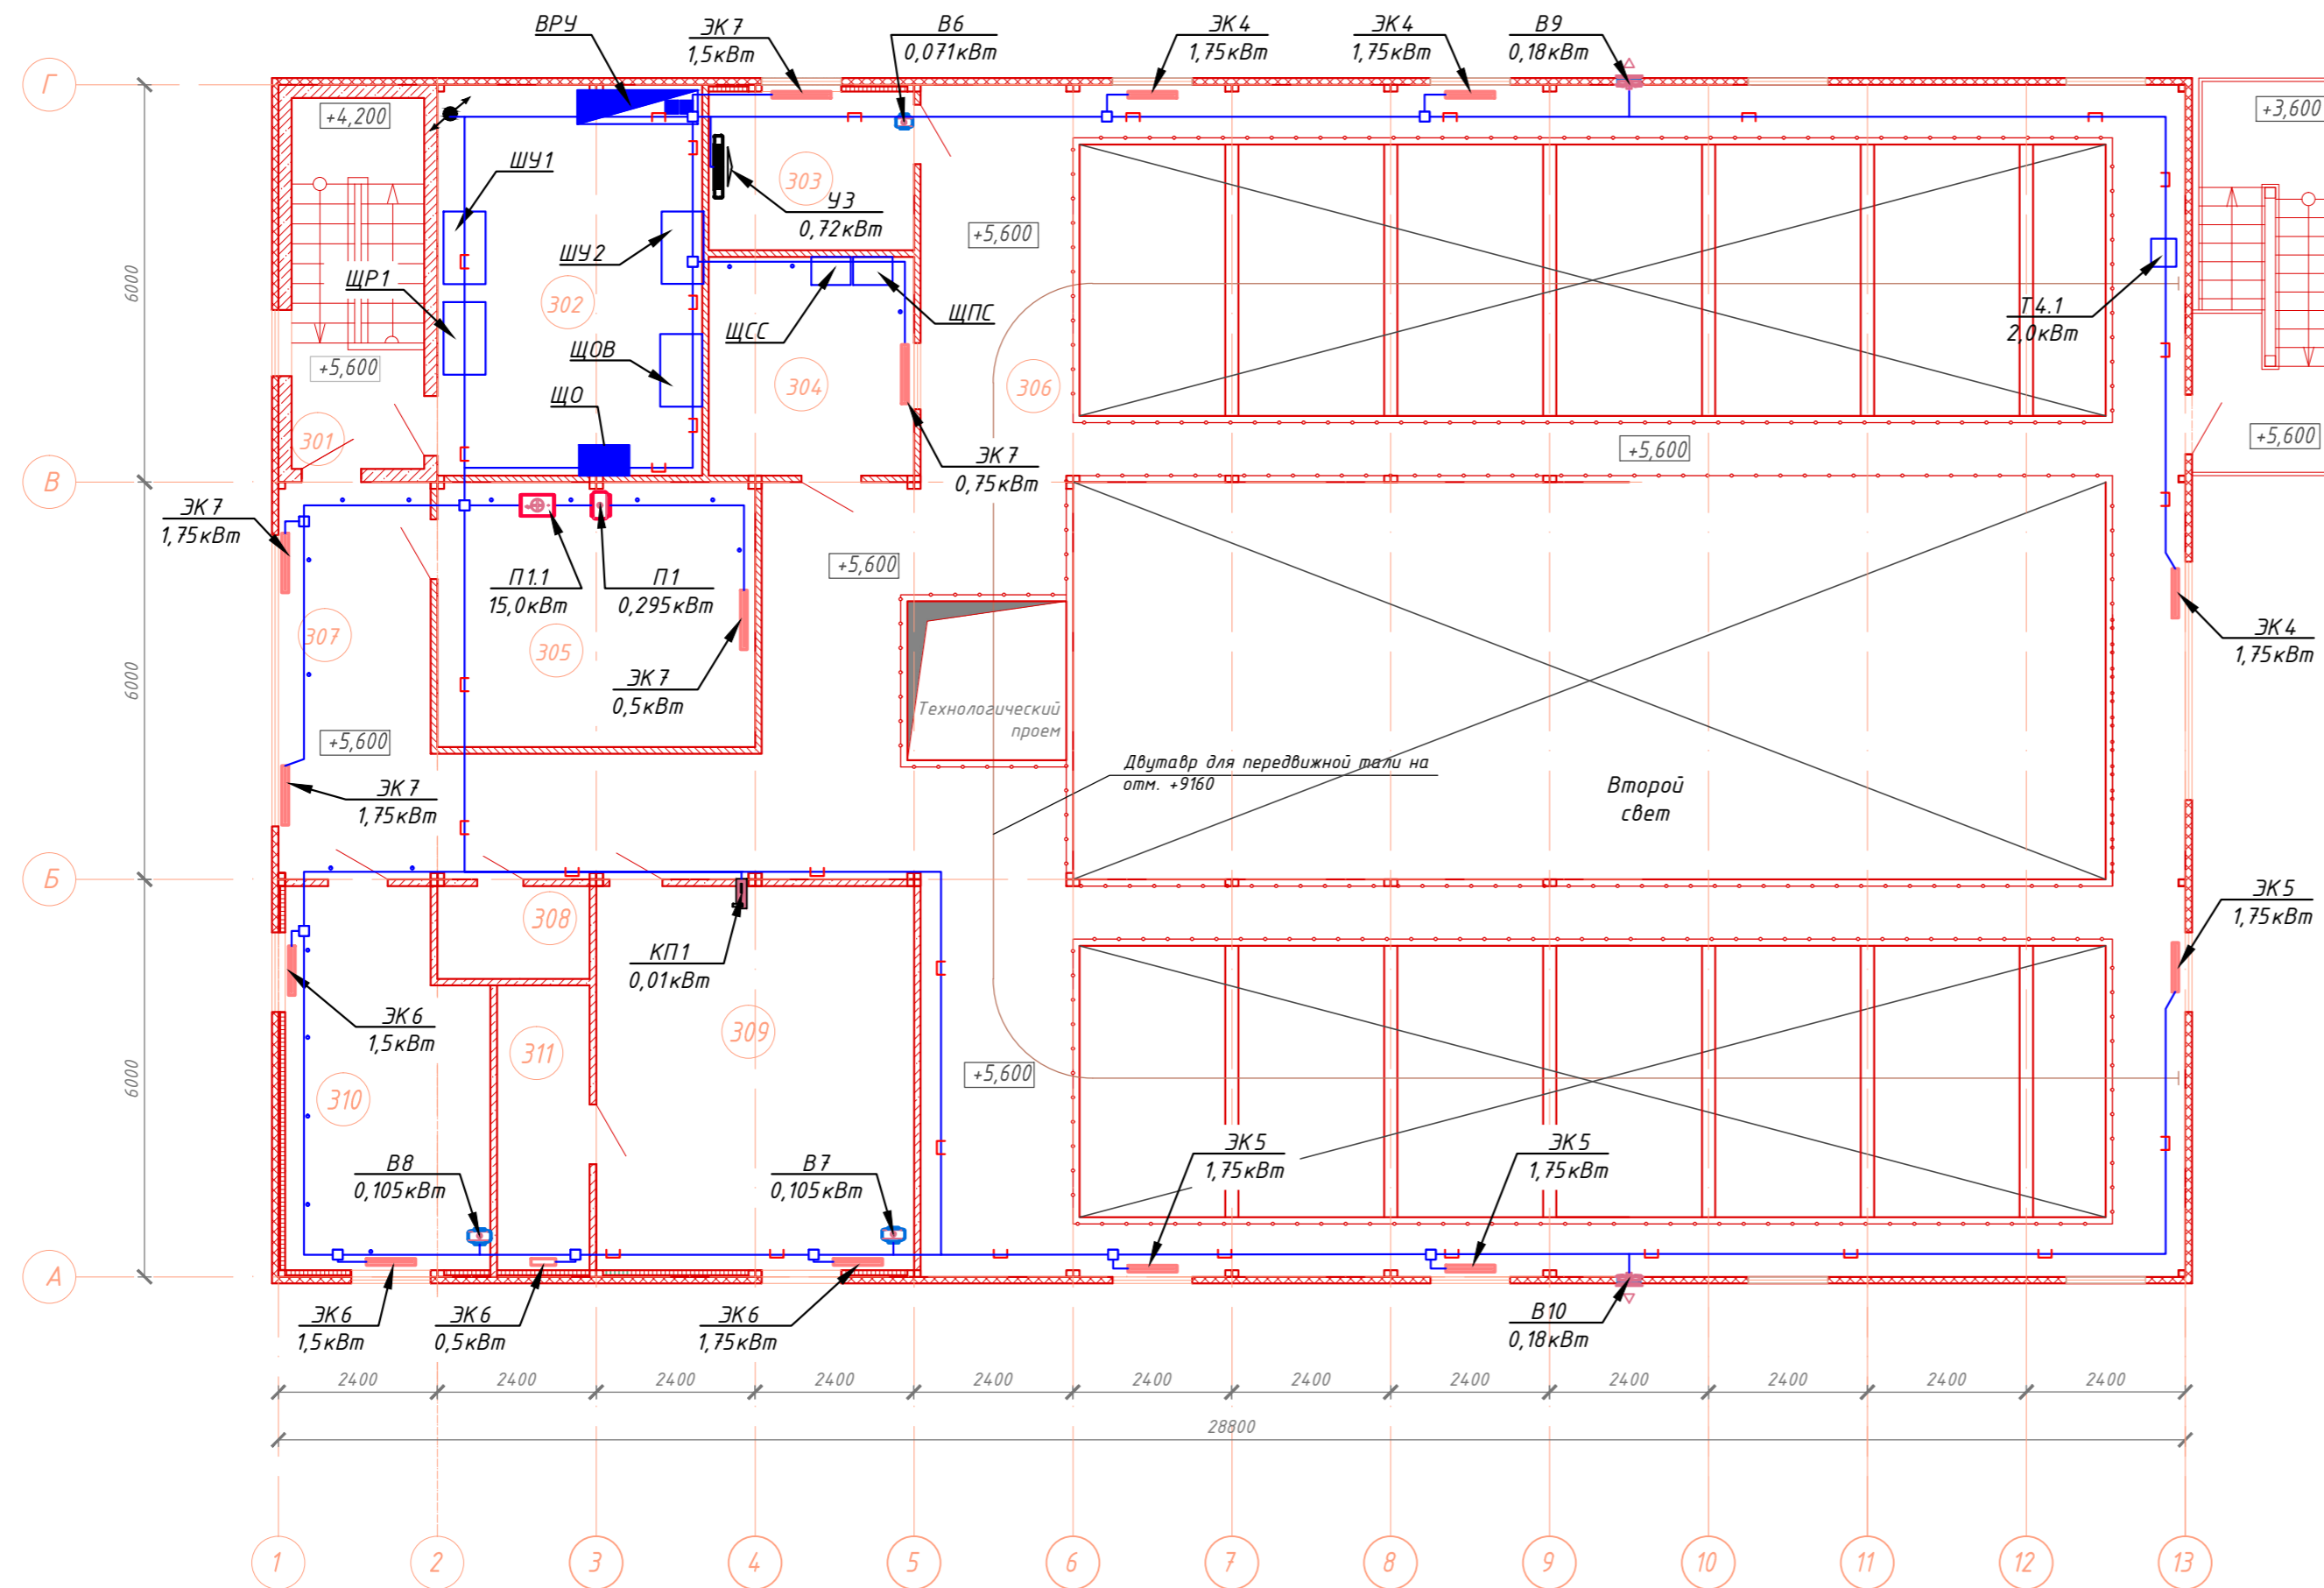 ВРУ
ЭК7
1,5кВт
В6
0,071кВт
ЭК4
1,75кВт
ЭК4
1,75кВт
В9
0,18кВт
Г
+4,200
+3,600
ШУ1
303
У3
0,72кВт
+5,600
ШУ2
ЩР1
302
6000
ЩСС
ЩПС
Т4.1
2,0кВт
ЩОВ
+5,600
304
306
ЩО
301
+5,600
+5,600
ЭК7
0,75кВт
В
ЭК7
1,75кВт
+5,600
П1.1
15,0кВт
П1
0,295кВт
307
305
ЭК4
1,75кВт
6000
ЭК7
0,5кВт
Технологический
проем
+5,600
Двутавр для передвижной тали на
отм. +9160
ЭК7
1,75кВт
Второй
свет
Б
ЭК5
1,75кВт
308
КП1
0,01кВт
ЭК6
1,5кВт
309
311
310
+5,600
6000
В8
0,105кВт
В7
0,105кВт
ЭК5
1,75кВт
ЭК5
1,75кВт
А
ЭК6
1,5кВт
ЭК6
0,5кВт
ЭК6
1,75кВт
В10
0,18кВт
2400 2400 2400 2400 2400 2400 2400 2400 2400 2400 2400 2400
28800
1 2 3 4 5 6 7 8 9 10 11 12 13